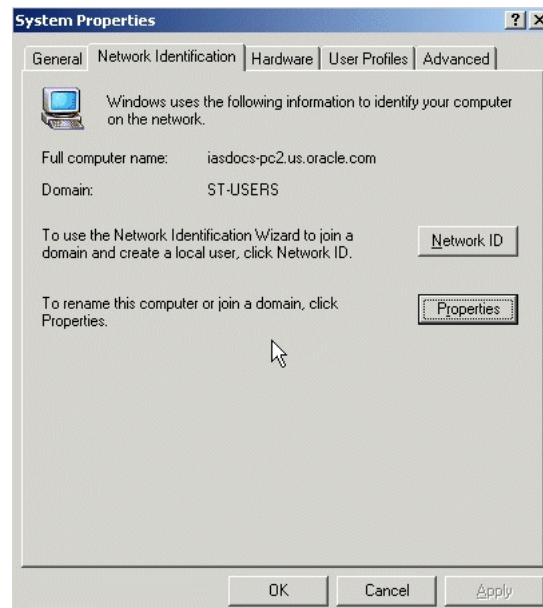 System Properties
General Network Identification Hardware User Profiles Advanced
Windows uses the following information to identify your computer
on the network.
Full computer name: iasdocs-pc2.us.oracle.com
Domain: ST-USERS
To use the Network Identification Wizard to join a
domain and create a local user, click Network ID.
Network ID
To rename this computer or join a domain, click
Properties.
Properties
OK Cancel Apply